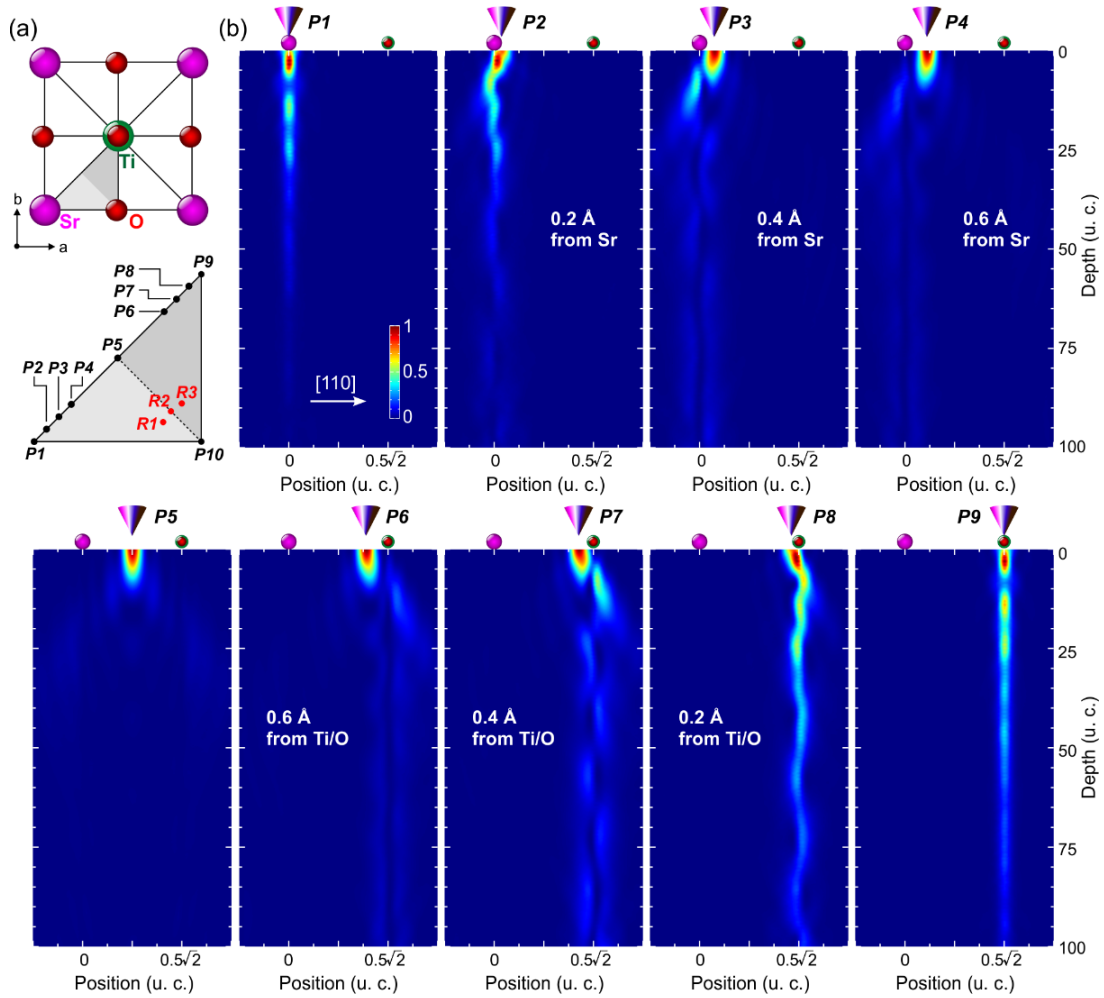 (a)
Ti
Sr
O
b
a
P9
P8
P7
P6
P5
P2 P3 P4
R3
R2
R1
P1
P10
(b)
P1
P2
P3
P4
0.2 Å
from Sr
0.4 Å
from Sr
0.6 Å
from Sr
[110]
1
0.5
0
0
25
50
75
100
Depth (u. c.)
0 0.5√2
0 0.5√2
0 0.5√2
0 0.5√2
Position (u. c.)
Position (u. c.)
Position (u. c.)
Position (u. c.)
P5
P6
P7
P8
P9
0.6 Å
from Ti/O
0.4 Å
from Ti/O
0.2 Å
from Ti/O
0
25
50
75
100
Depth (u. c.)
0 0.5√2
0 0.5√2
0 0.5√2
0 0.5√2
0 0.5√2
Position (u. c.)
Position (u. c.)
Position (u. c.)
Position (u. c.)
Position (u. c.)